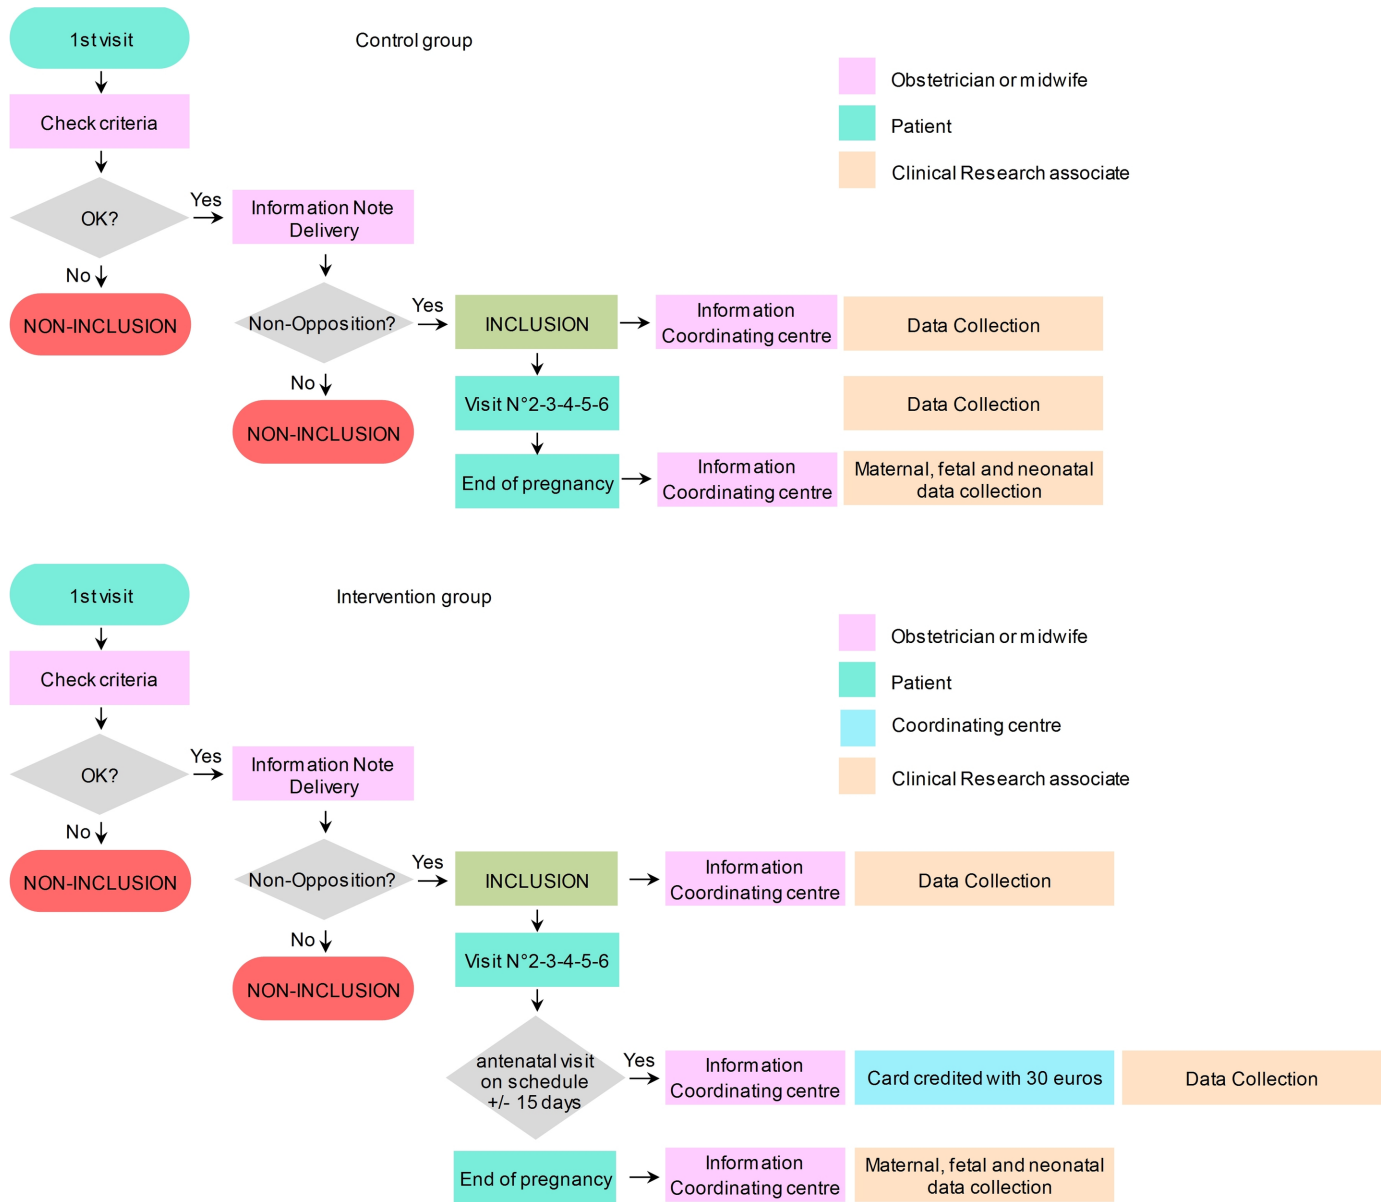 1st visit
Control group
Obstetrician or midwife
Check criteria
Patient
Clinical Research associate
Yes
OK?
Information Note
Delivery
No
NON-INCLUSION
Non-Opposition?
Yes
INCLUSION
Information
Coordinating centre
Data Collection
No
NON-INCLUSION
Visit N°2-3-4-5-6
Data Collection
End of pregnancy
Information
Coordinating centre
Maternal, fetal and neonatal
data collection
1st visit
Intervention group
Obstetrician or midwife
Check criteria
Patient
Coordinating centre
Clinical Research associate
Yes
OK?
Information Note
Delivery
No
NON-INCLUSION
Non-Opposition?
Yes
INCLUSION
Information
Coordinating centre
Data Collection
No
NON-INCLUSION
Visit N°2-3-4-5-6
antenatal visit
on schedule
+/- 15 days
Yes
Information
Coordinating centre
Card credited with 30 euros
Data Collection
End of pregnancy
Information
Coordinating centre
Maternal, fetal and neonatal
data collection